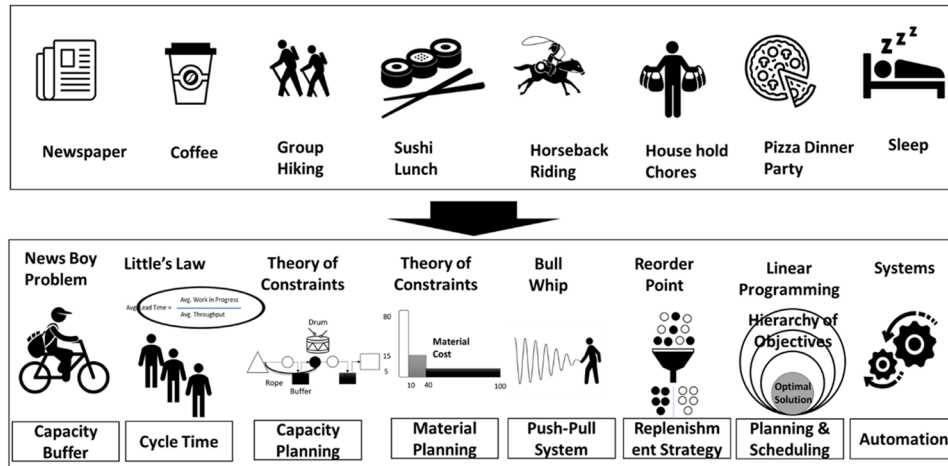 Newspaper
Coffee
Group
Hiking
Sushi
Lunch
Horseback
Riding
House hold
Chores
Pizza Dinner
Party
Z Z Z
Sleep
News Boy
Problem
Capacity
Buffer
Little's Law
Avg. Lead Time =
Avg. Work in Progress
Avg. Throughput
Cycle Time
Theory of
Constraints
Drum
Rope
Buffer
Capacity
Planning
Theory of
Constraints
80
15
5
Material
Cost
10 40 100
Material
Planning
Bull
Whip
Push-Pull
System
Reorder
Point
Replenishm
ent Strategy
Linear
Programming
Hierarchy of
Objectives
Optimal
Solution
Planning &
Scheduling
Systems
Automation